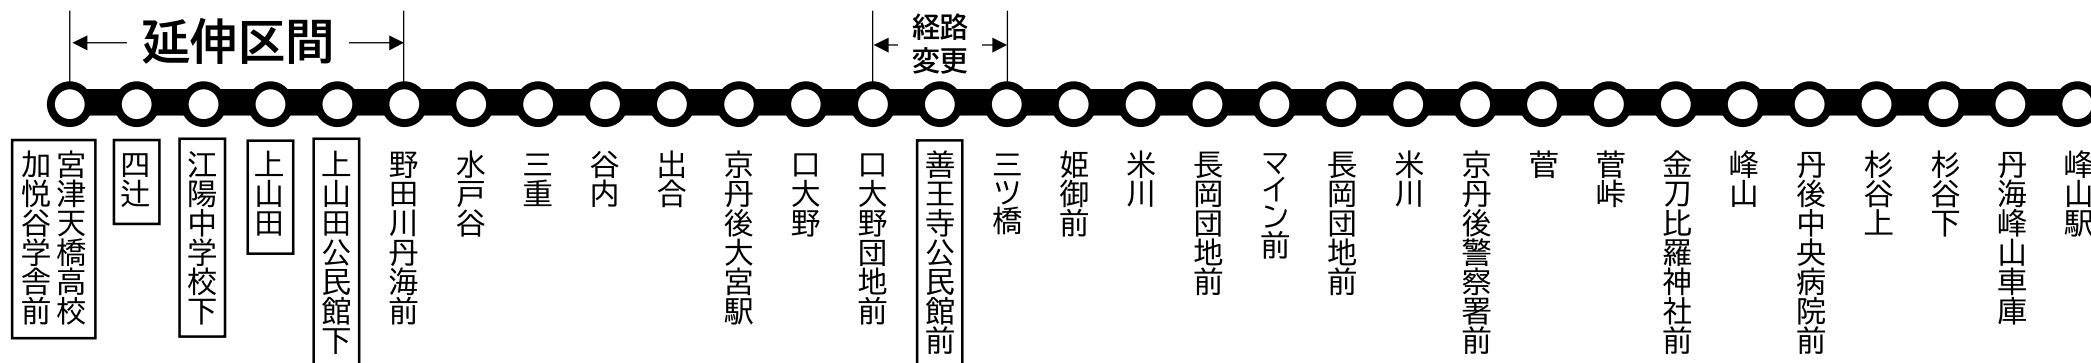 延伸区間
経路
変更
宮津天橋高校
加悦谷学舎前
四辻
江陽中学校下
上山田
上山田公民館下
野田川丹海前
水戸谷
三重
谷内
出合
京丹後大宮駅
口大野
口大野団地前
善王寺公民館前
三ツ橋
姫御前
米川
長岡団地前
マイン前
長岡団地前
米川
京丹後警察署前
菅
菅峠
金刀比羅神社前
峰山
丹後中央病院前
杉谷上
杉谷下
丹海峰山車庫
峰山駅